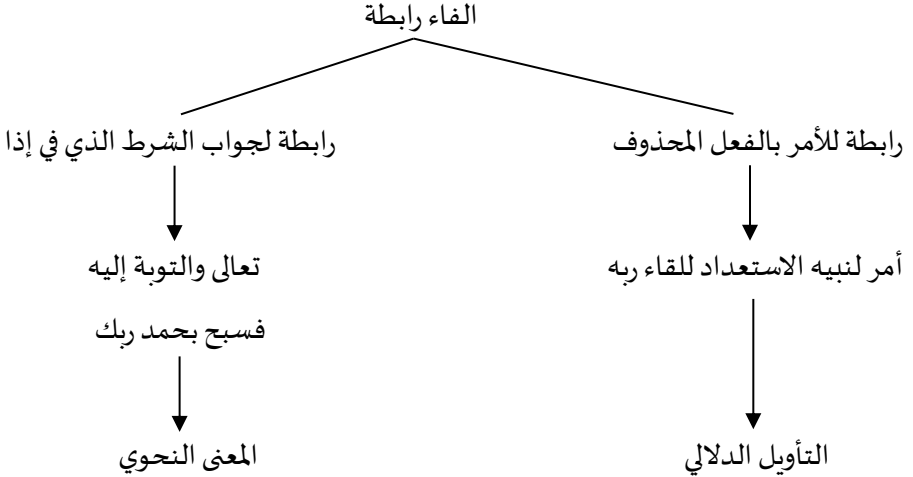 الفاء رابطة
رابطة للأمر بالفعل المحذوف
رابطة لجواب الشرط الذي في إذا
أمر لنبيه الاستعداد للقاء ربه
تعالى والتوبة إليه
فسبح بحمد ربك
التأويل الدلالي
المعنى النحوي